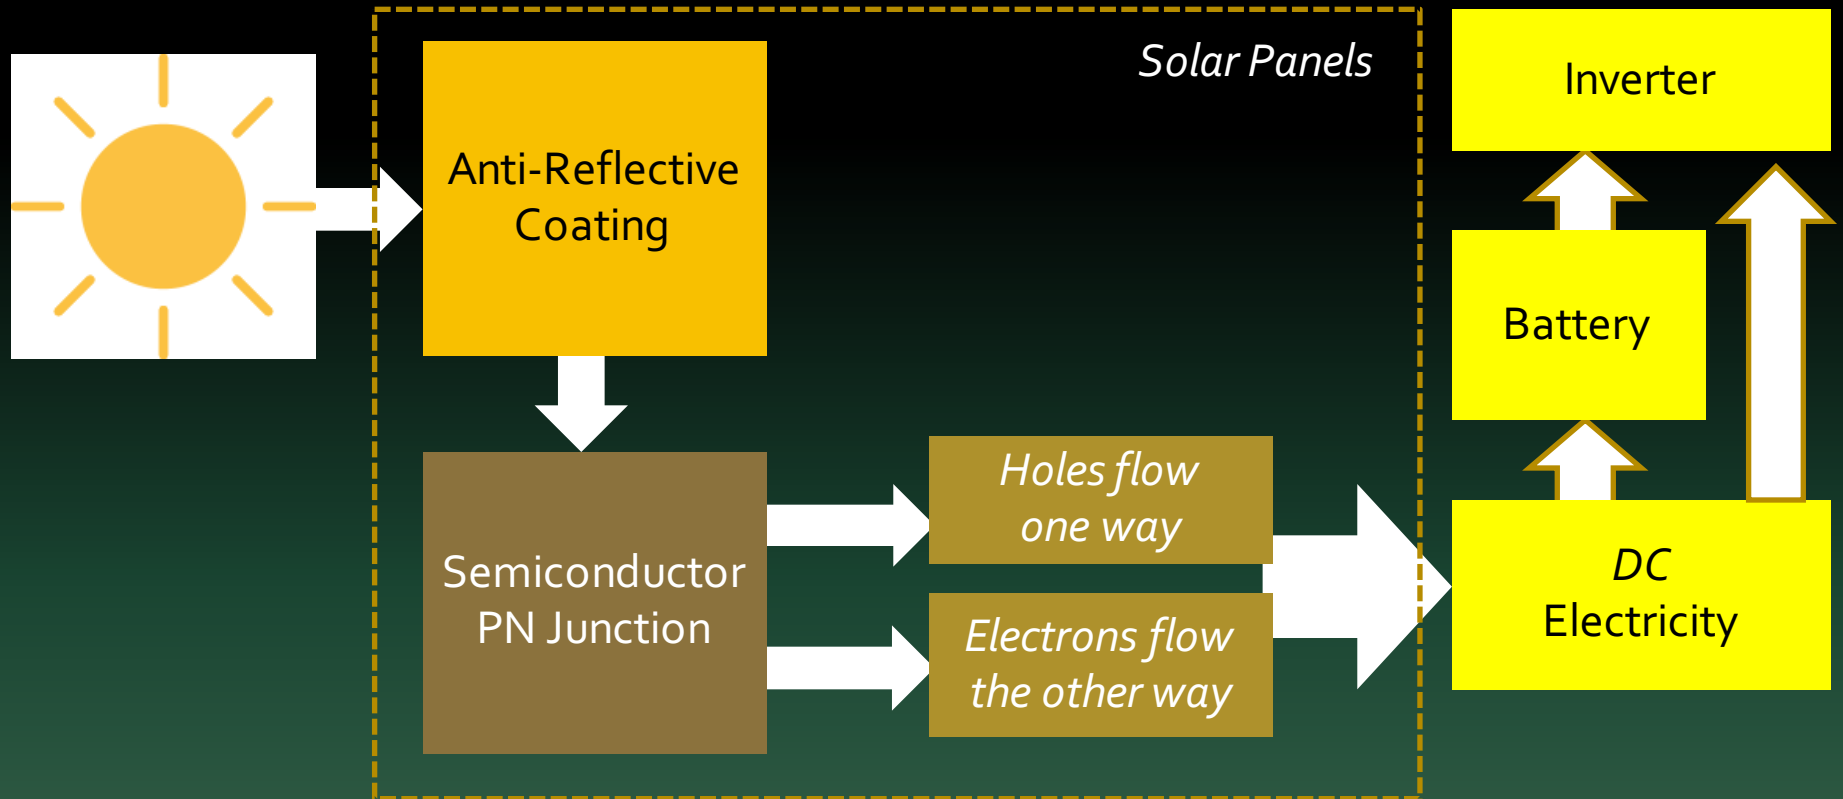 Solar Panels
Anti-Reflective
Coating
Semiconductor
PN Junction
Holes flow
one way
Electrons flow
the other way
Inverter
Battery
DC
Electricity